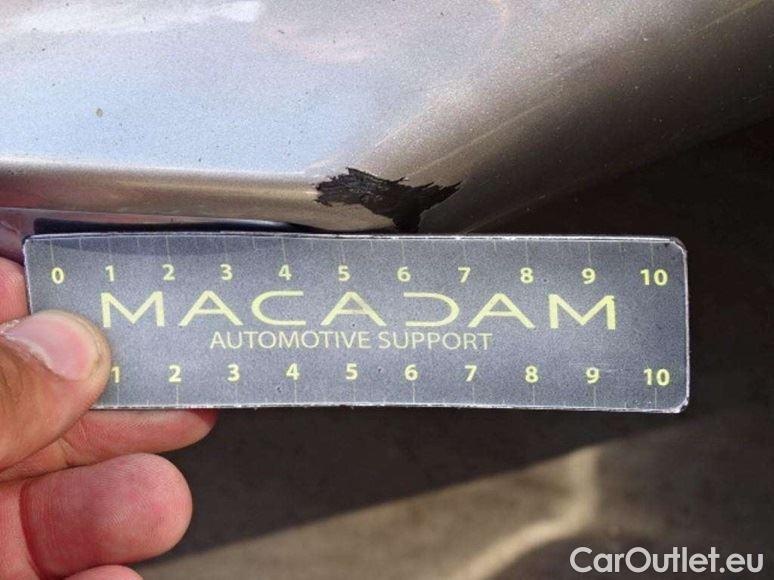 0 1 2 3 4 5 6 7 8 9 10
MACADAM
AUTOMOTIVE SUPPORT
1 2 3 4 5 6 7 8 9 10
CarOutlet.eu